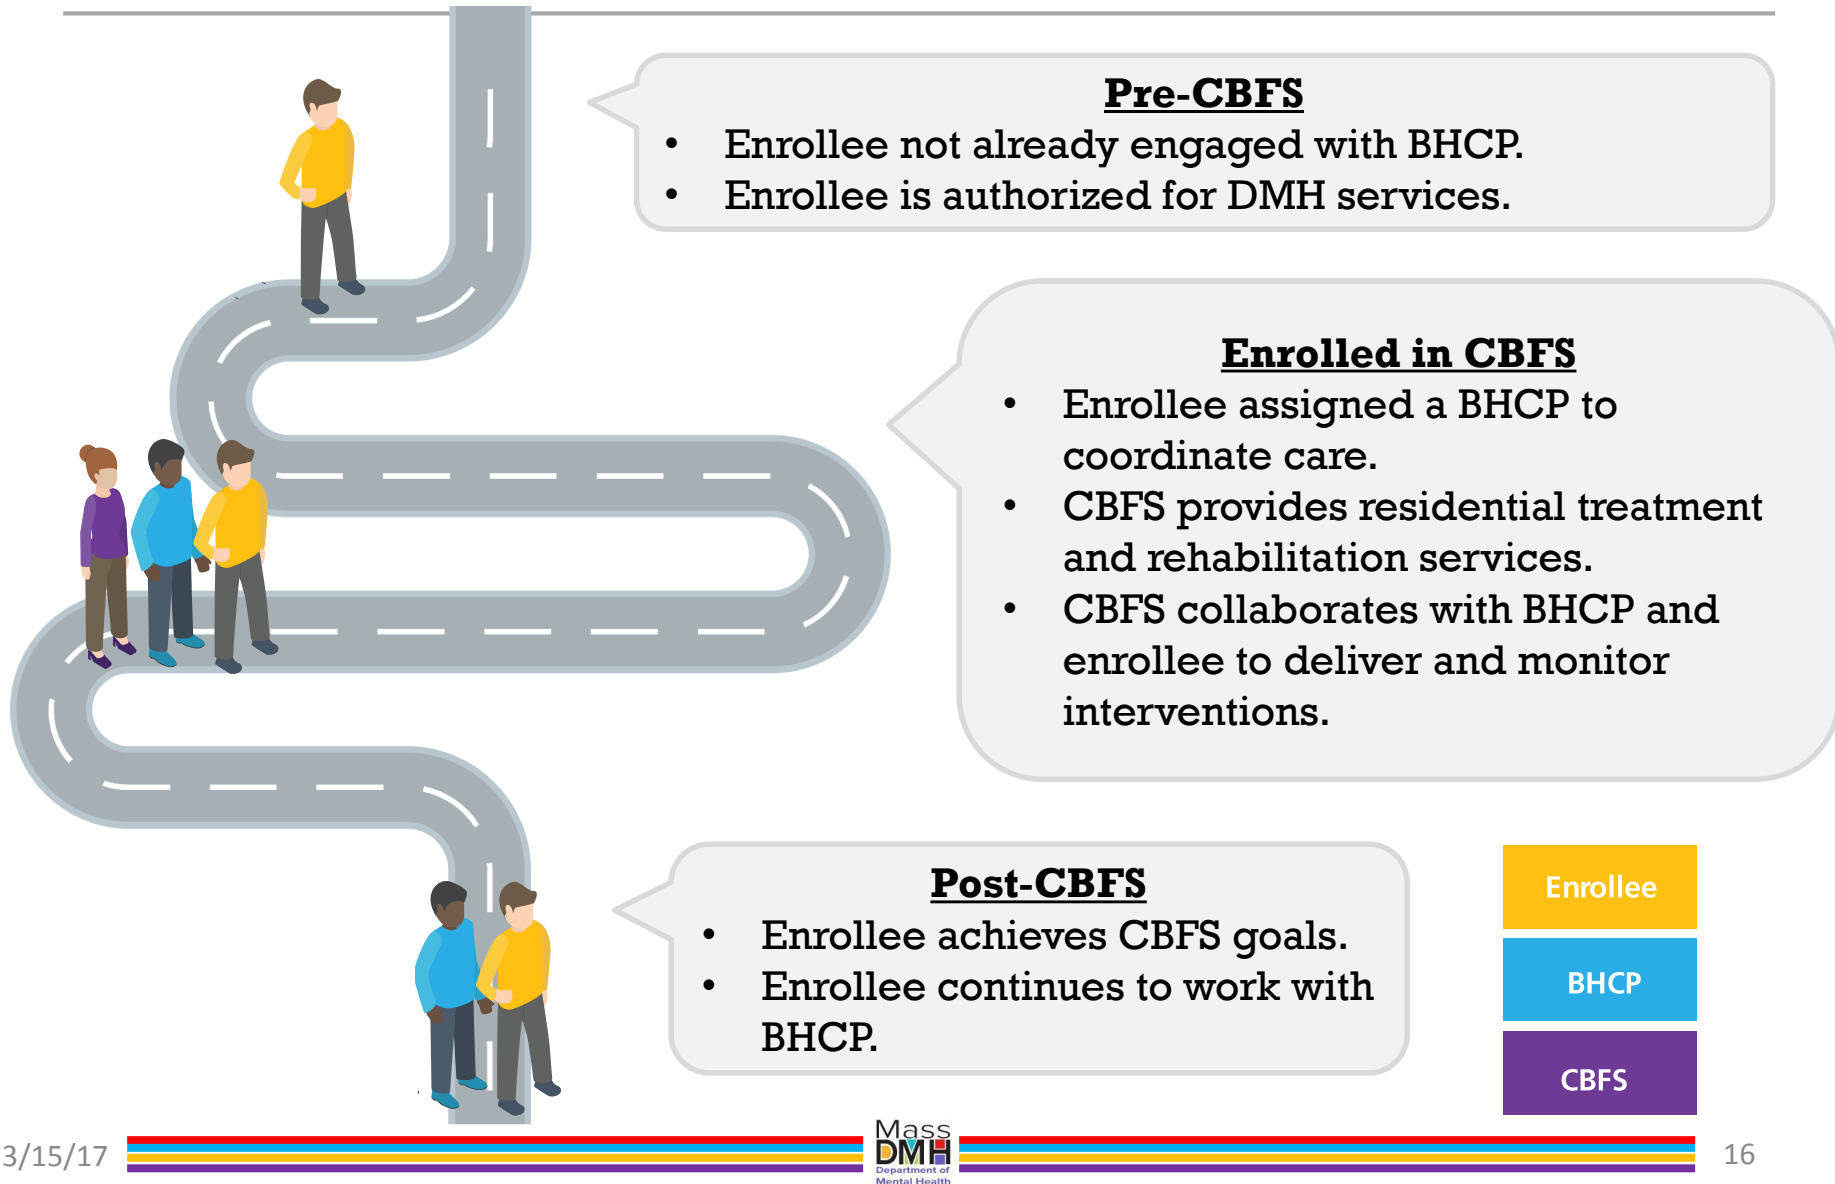 Pre-CBFS
• Enrollee not already engaged with BHCP.
• Enrollee is authorized for DMH services.
Enrolled in CBFS
• Enrollee assigned a BHCP to
coordinate care.
• CBFS provides residential treatment
and rehabilitation services.
• CBFS collaborates with BHCP and
enrollee to deliver and monitor
interventions.
Post-CBFS
• Enrollee achieves CBFS goals.
• Enrollee continues to work with
BHCP.
Enrollee
BHCP
CBFS
3/15/17
Mass
DMH
Department of
Mental Health
16